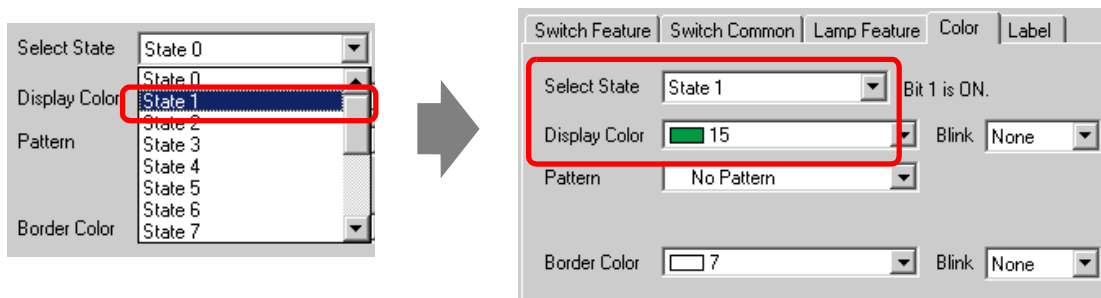 Select State State 0
State 0
Display Color State 1
State 2
Pattern State 3
State 4
State 5
State 6
Border Color State 7
Switch Feature Switch Common Lamp Feature Color Label
Select State State 1 Bit 1 is ON.
Display Color 15 Blink None
Pattern No Pattern
Border Color 7 Blink None